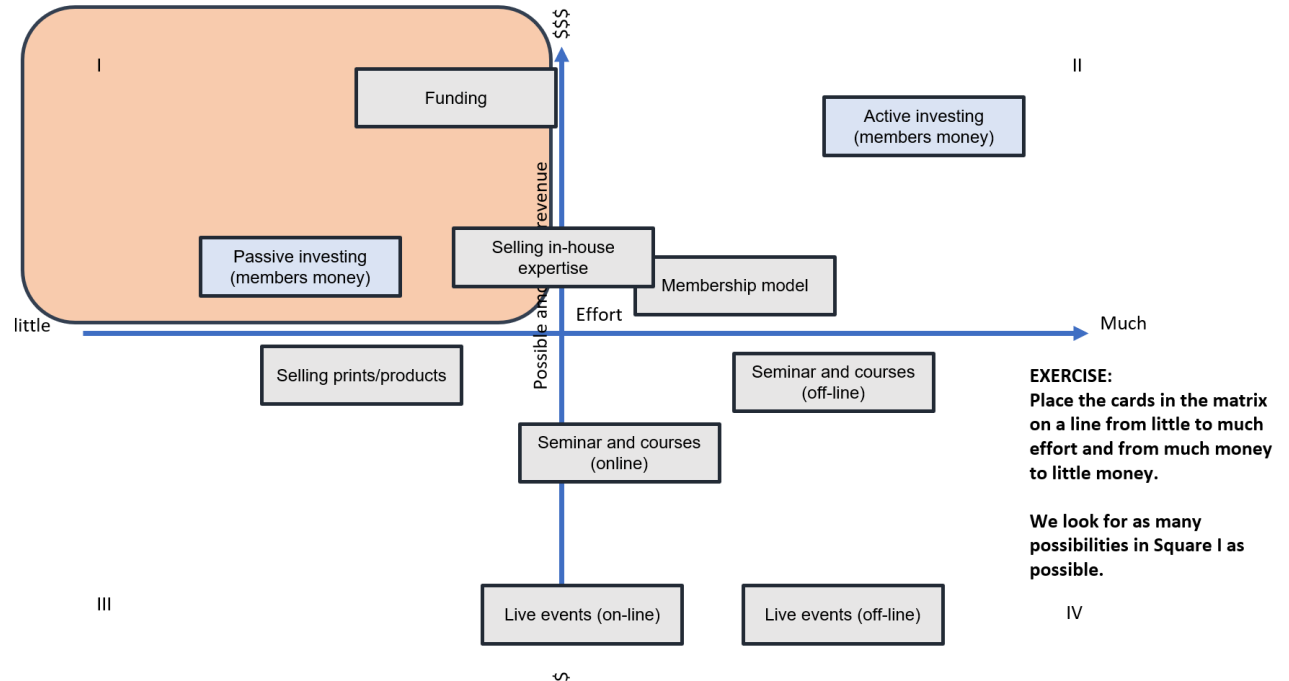 $$$
I
II
Funding
Active investing
(members money)
Possible amo
revenue
Selling in-house
expertise
Passive investing
(members money)
Membership model
Effort
little
Much
Selling prints/products
Seminar and courses
(off-line)
EXERCISE:
Place the cards in the matrix
on a line from little to much
effort and from much money
to little money.
We look for as many
possibilities in Square I as
possible.
Seminar and courses
(online)
III
Live events (on-line)
Live events (off-line)
IV
$